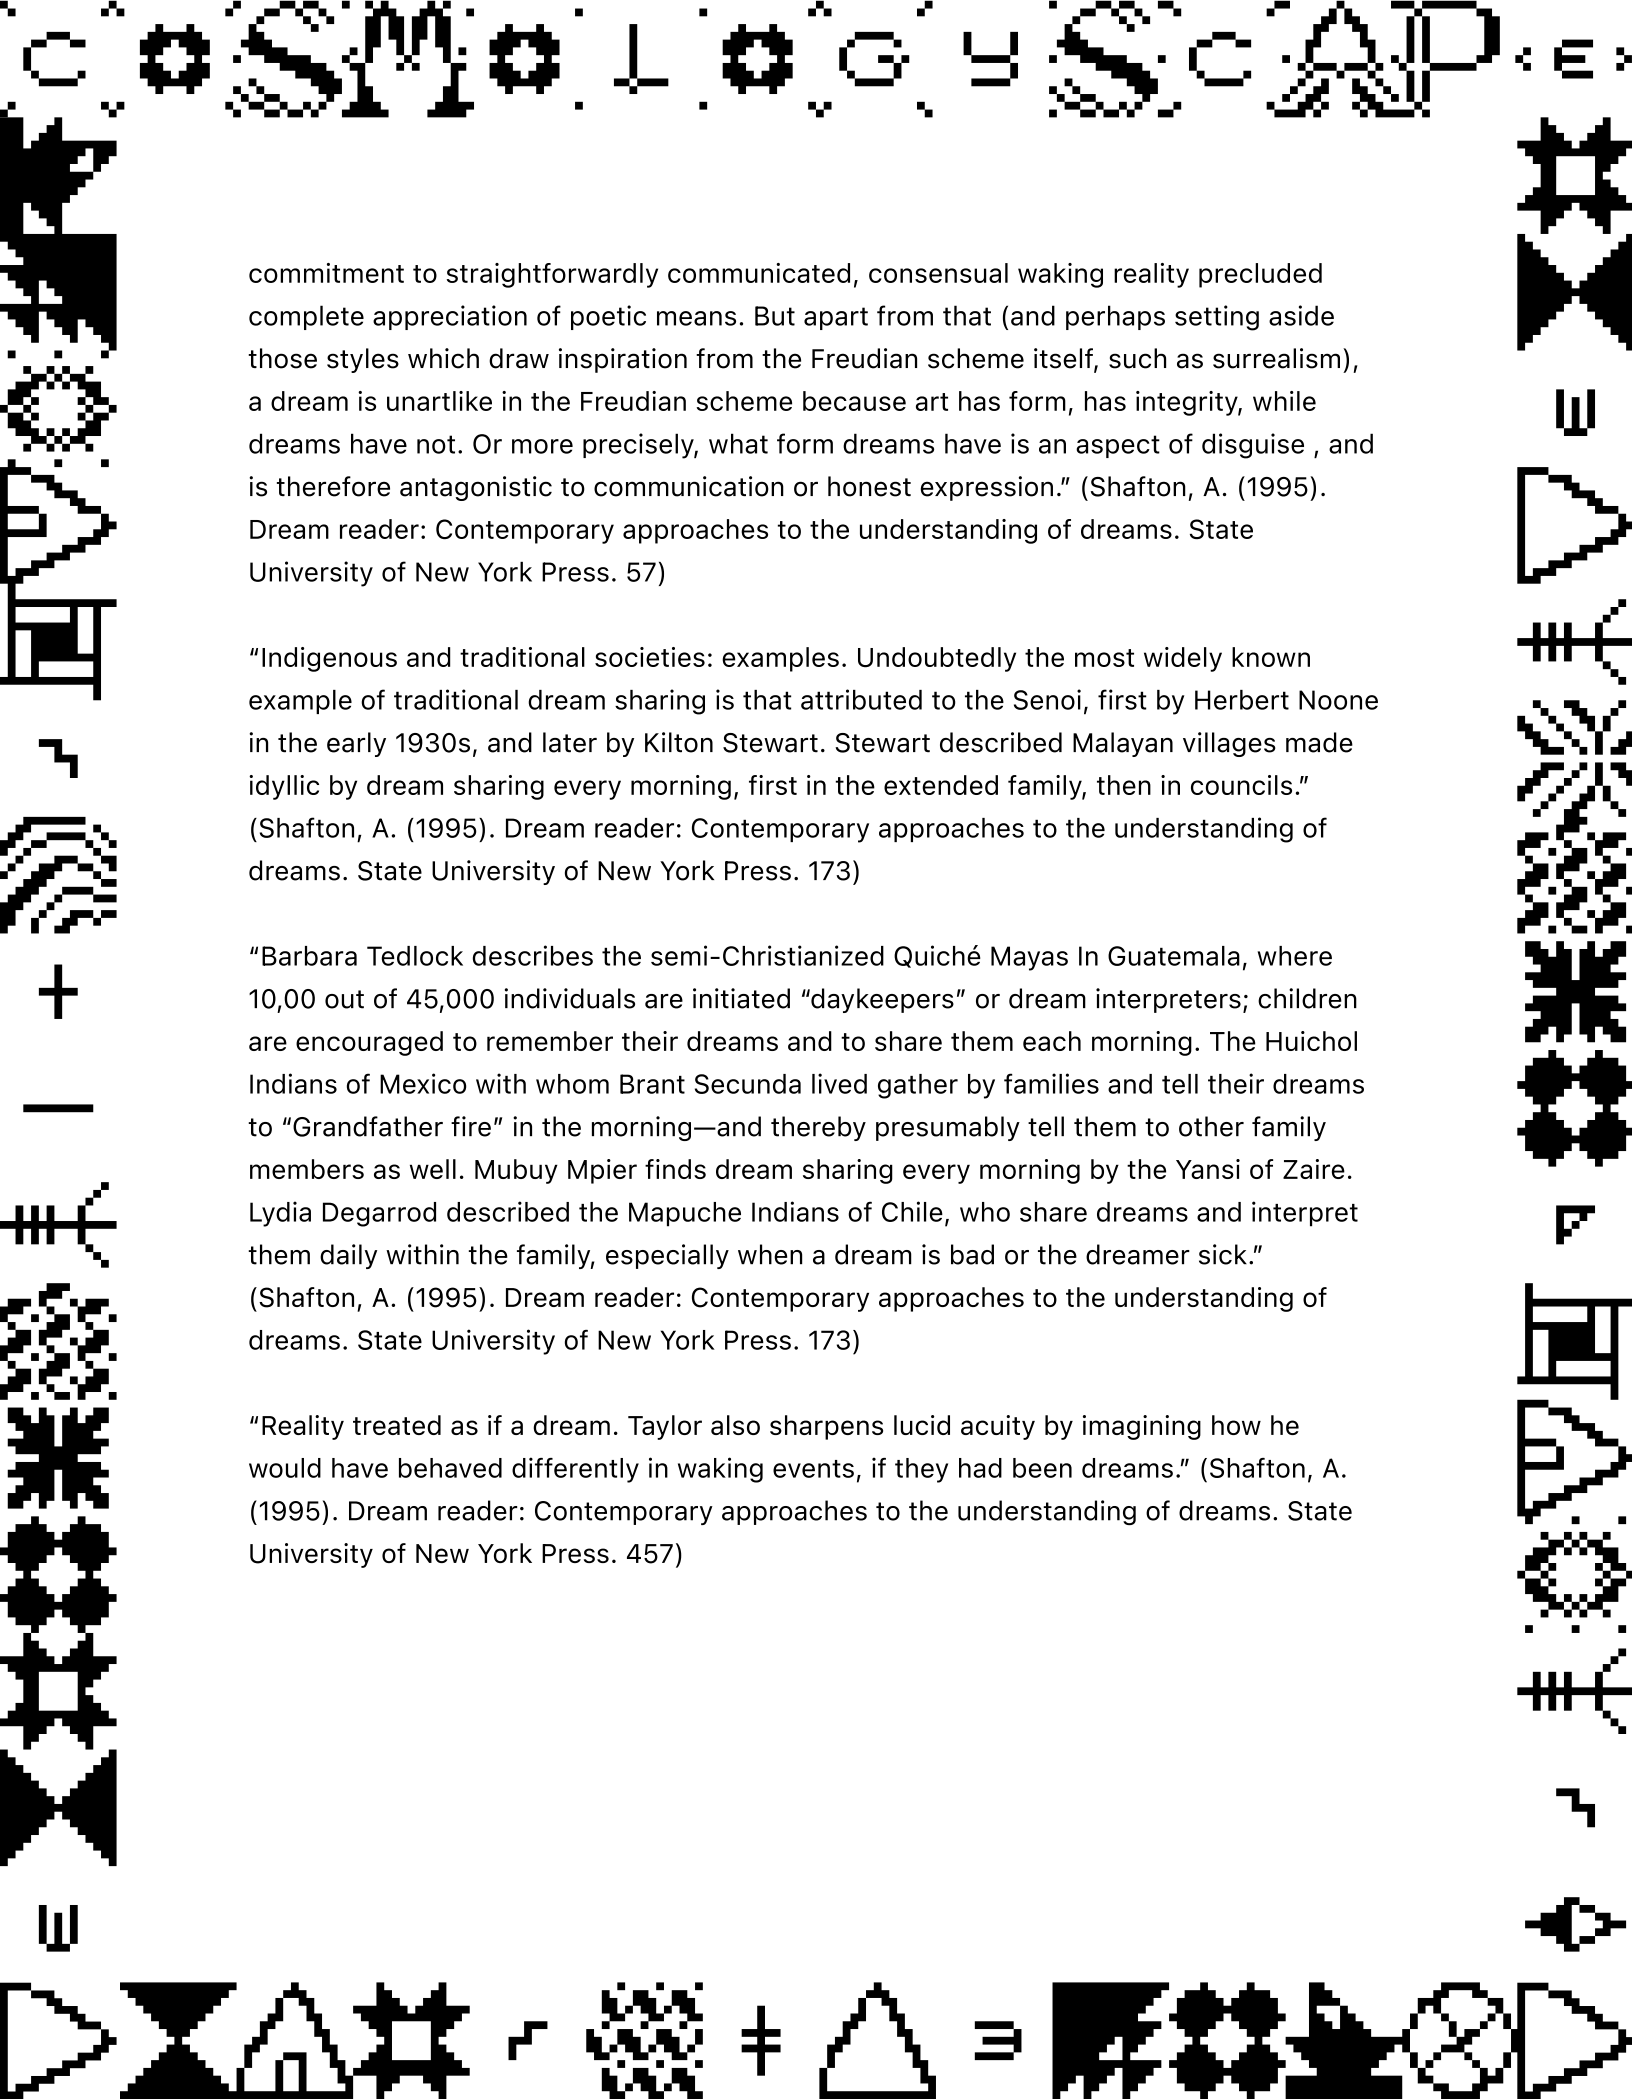 COSMOLOGYSCAPE
commitment to straightforwardly communicated, consensual waking reality precluded
complete appreciation of poetic means. But apart from that (and perhaps setting aside
those styles which draw inspiration from the Freudian scheme itself, such as surrealism),
a dream is unartlike in the Freudian scheme because art has form, has integrity, while
dreams have not. Or more precisely, what form dreams have is an aspect of disguise , and
is therefore antagonistic to communication or honest expression.” (Shafton, A. (1995).
Dream reader: Contemporary approaches to the understanding of dreams. State
University of New York Press. 57)
“Indigenous and traditional societies: examples. Undoubtedly the most widely known
example of traditional dream sharing is that attributed to the Senoi, first by Herbert Noone
in the early 1930s, and later by Kilton Stewart. Stewart described Malayan villages made
idyllic by dream sharing every morning, first in the extended family, then in councils.”
(Shafton, A. (1995). Dream reader: Contemporary approaches to the understanding of
dreams. State University of New York Press. 173)
“Barbara Tedlock describes the semi-Christianized Quiché Mayas In Guatemala, where
10,00 out of 45,000 individuals are initiated “daykeepers” or dream interpreters; children
are encouraged to remember their dreams and to share them each morning. The Huichol
Indians of Mexico with whom Brant Secunda lived gather by families and tell their dreams
to “Grandfather fire” in the morning—and thereby presumably tell them to other family
members as well. Mubuy Mpier finds dream sharing every morning by the Yansi of Zaire.
Lydia Degarrod described the Mapuche Indians of Chile, who share dreams and interpret
them daily within the family, especially when a dream is bad or the dreamer sick.”
(Shafton, A. (1995). Dream reader: Contemporary approaches to the understanding of
dreams. State University of New York Press. 173)
“Reality treated as if a dream. Taylor also sharpens lucid acuity by imagining how he
would have behaved differently in waking events, if they had been dreams.” (Shafton, A.
(1995). Dream reader: Contemporary approaches to the understanding of dreams. State
University of New York Press. 457)